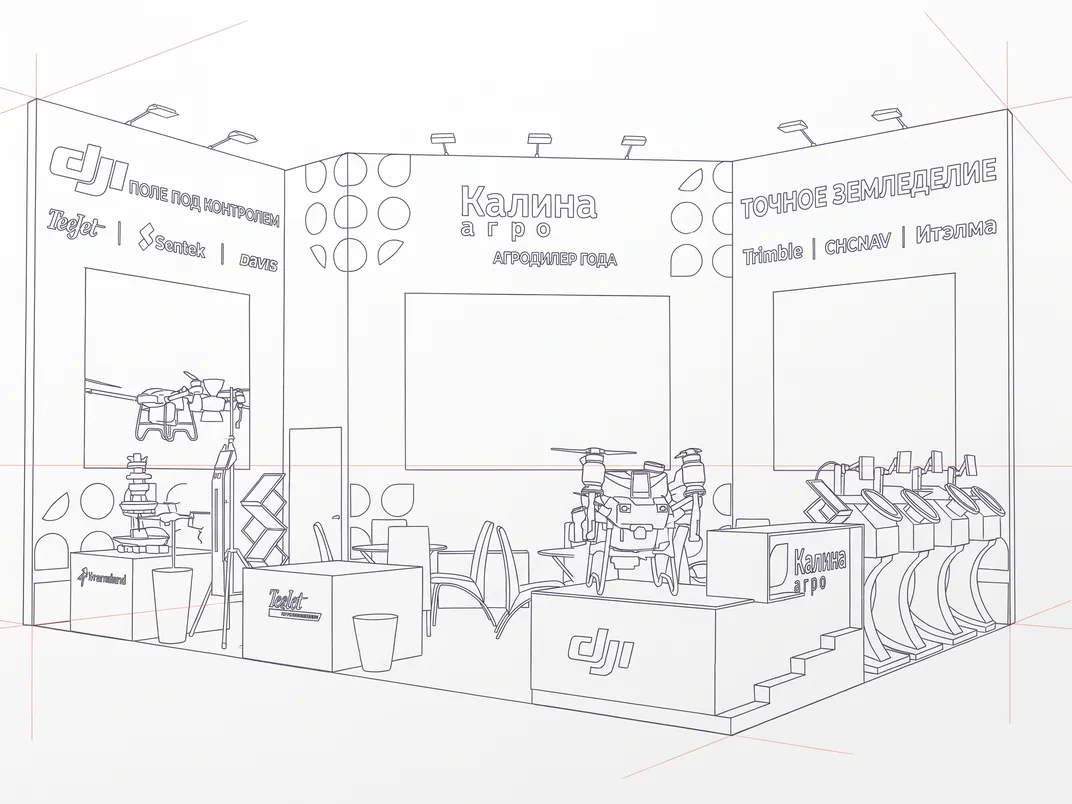 dji ПОЛЕ ПОД КОНТРОЛЕМ
TeeJet | Sentek | DAVIS
Калина
агро
АГРОДИЛЕР ГОДА
ТОЧНОЕ ЗЕМЛЕДЕЛИЕ
Trimble | CHCNAV | Итэлма
TeeJet
dji
Калина
агро